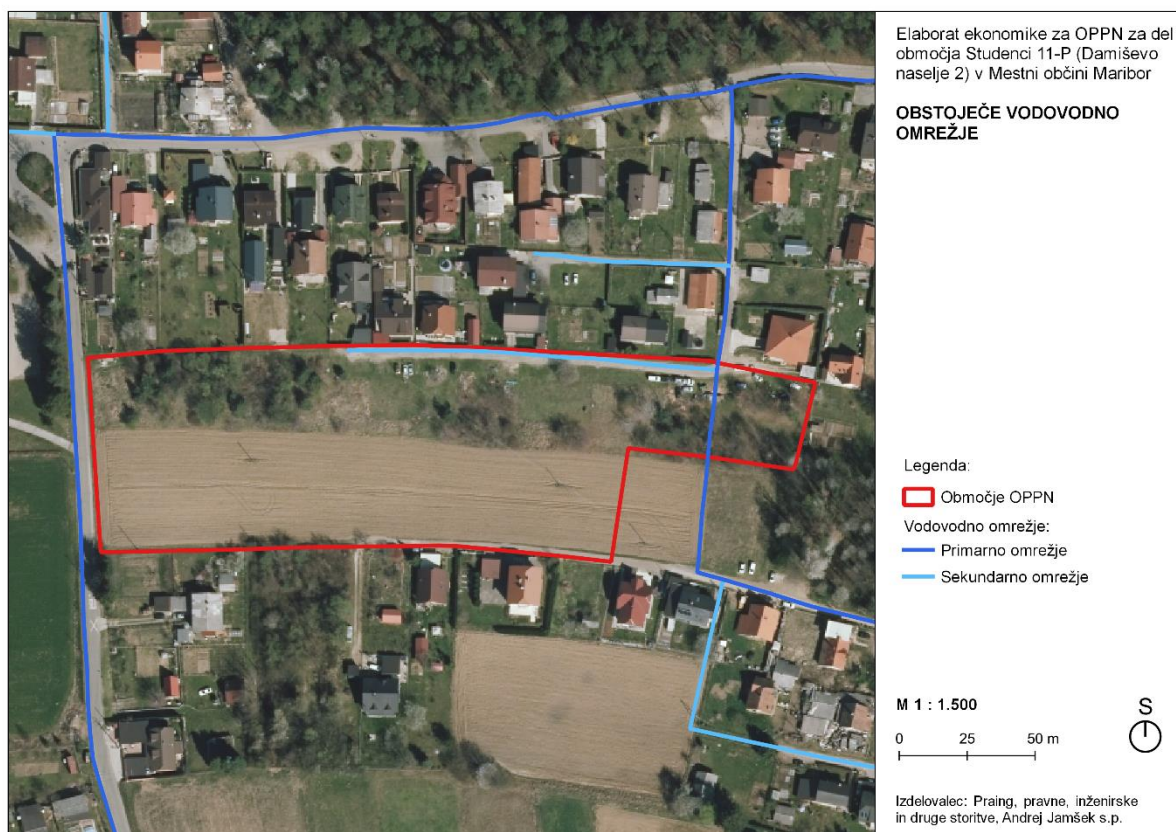 Elaborat ekonomike za OPPN za del
območja Studenci 11-P (Damiševo
naselje 2) v Mestni občini Maribor
OBSTOJEČE VODOVODNO
OMREŽJE
Legenda:
Območje OPPN
Vodovodno omrežje:
Primarno omrežje
Sekundarno omrežje
M 1 : 1.500
S
0 25 50 m
Izdelovalec: Praing, pravne, inženirske
in druge storitve, Andrej Jamšek s.p.